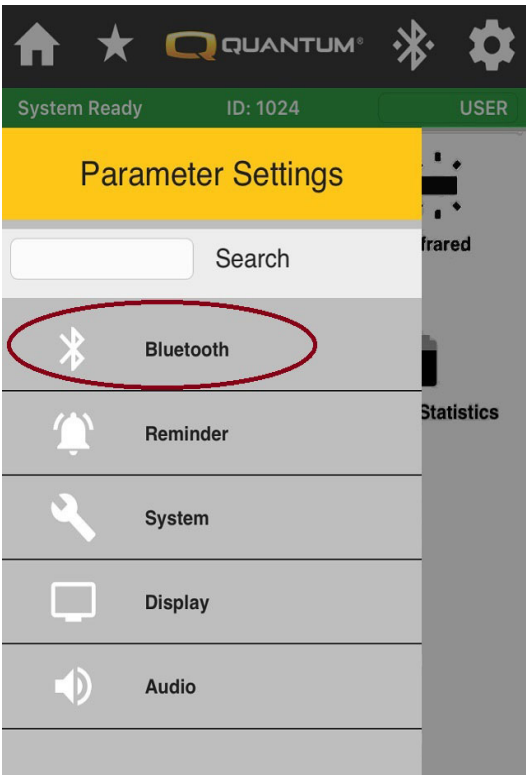 QUANTUM®
System Ready ID: 1024 USER
Parameter Settings
frared
Search
Bluetooth
Statistics
Reminder
System
Display
Audio